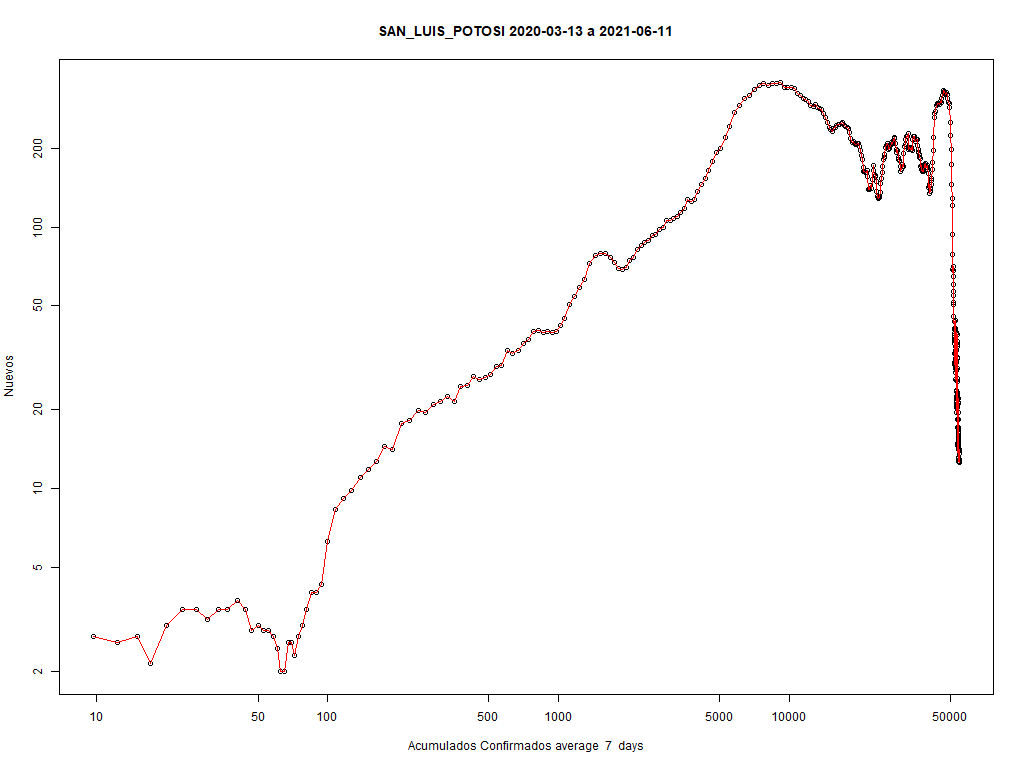 SAN_LUIS_POTOSI 2020-03-13 a 2021-06-11
200
100
50
20
10
5
2
Nuevos
10 50 100 500 1000 5000 10000 50000
Acumulados Confirmados average 7 days